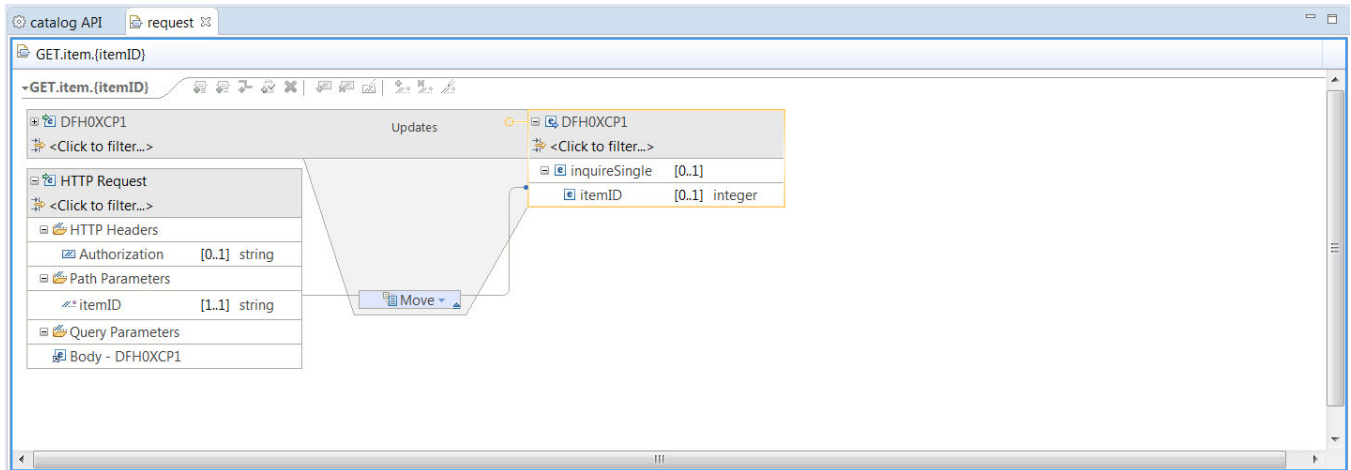 catalog API request
GET.item.{itemID}
GET.item.{itemID}
DFH0XCP1
<Click to filter...>
Updates
DFH0XCP1
<Click to filter...>
inquireSingle [0..1]
itemID [0..1] integer
HTTP Request
<Click to filter...>
HTTP Headers
Authorization [0..1] string
Path Parameters
itemID [1..1] string
Move
Query Parameters
Body - DFH0XCP1